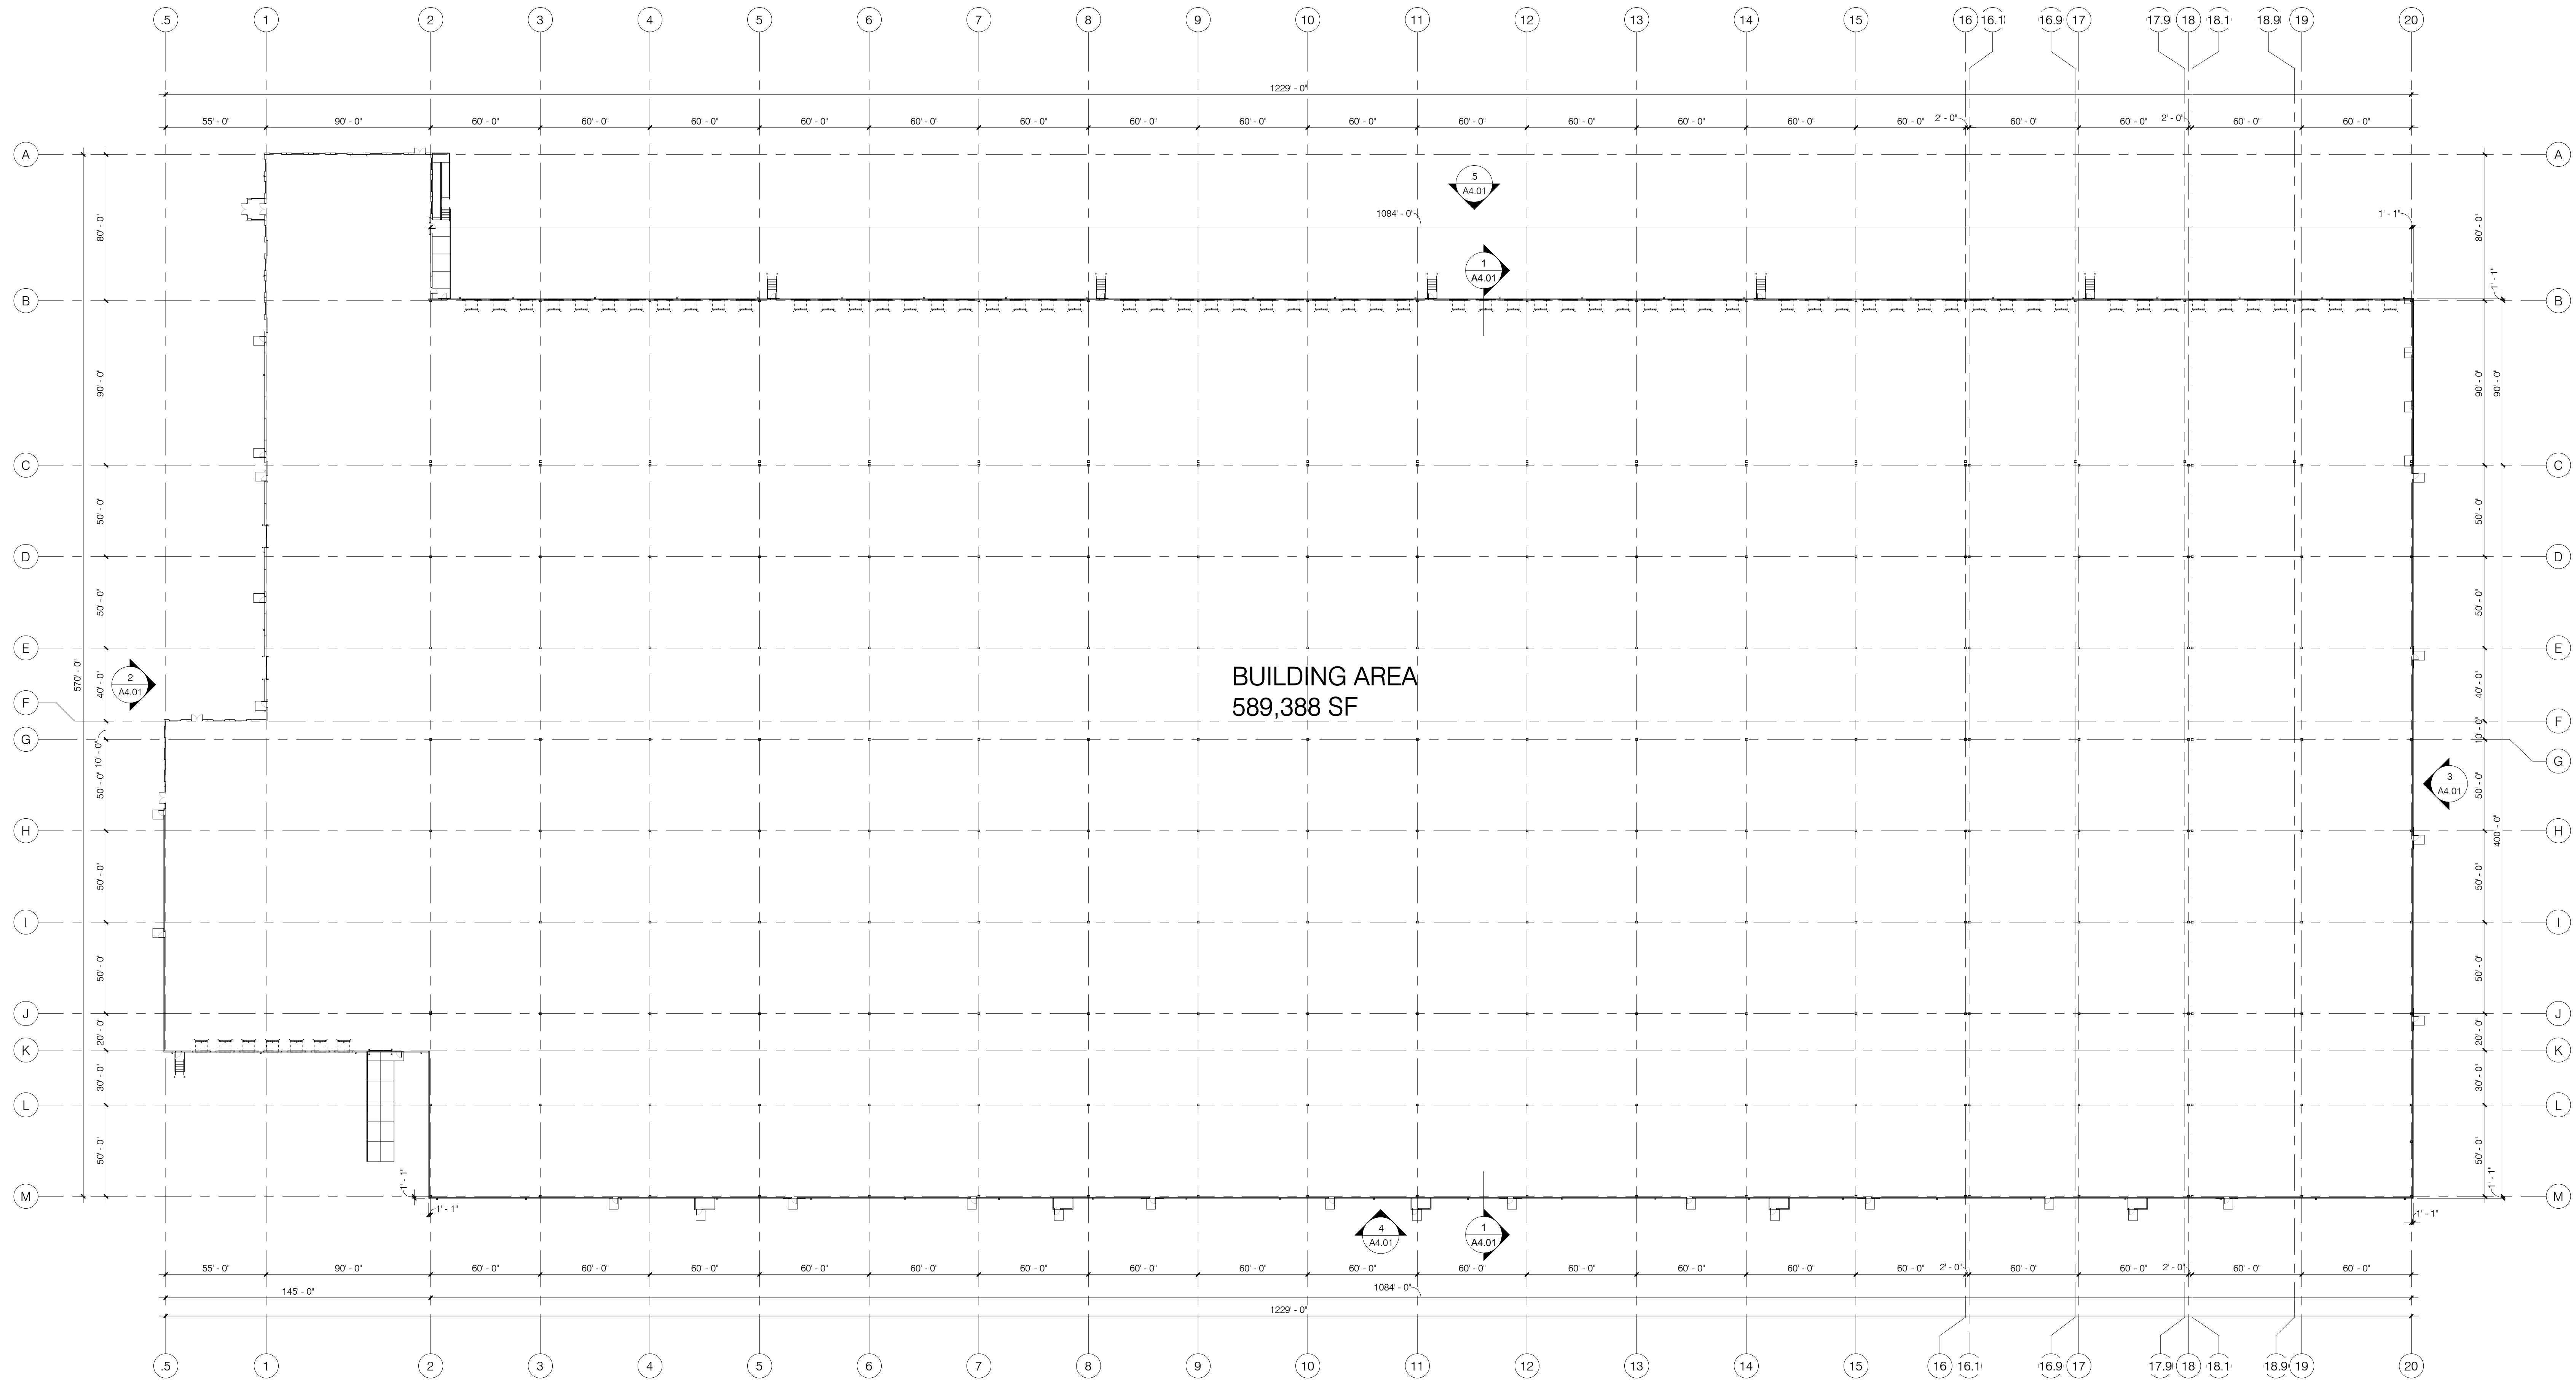 .5 1 2 3 4 5 6 7 8 9 10 11 12 13 14 15 16 16.1 16.9 17 17.9 18 18.1 18.9 19 20
1229' - 0"
55' - 0" 90' - 0" 60' - 0" 60' - 0" 60' - 0" 60' - 0" 60' - 0" 60' - 0" 60' - 0" 60' - 0" 60' - 0" 60' - 0" 60' - 0" 60' - 0" 60' - 0" 60' - 0" 2' - 0" 60' - 0" 60' - 0" 2' - 0" 60' - 0" 60' - 0"
A A
5
A4.01
80' - 0" 1084' - 0" 1' - 1" 80' - 0"
1
A4.01
1' - 1"
B B
90' - 0" 90' - 0" 90' - 0"
C C
50' - 0" 50' - 0"
D D
50' - 0" 50' - 0"
E E
570' - 0" 40' - 0" 40' - 0"
2
A4.01
BUILDING AREA
589,388 SF
F F
10' - 0" 10' - 0"
G G
50' - 0" 50' - 0"
3
A4.01
H H
400' - 0"
50' - 0" 50' - 0"
I I
50' - 0" 50' - 0"
J J
20' - 0" 20' - 0"
K K
30' - 0" 30' - 0"
L L
50' - 0" 50' - 0"
1' - 1" 1' - 1"
M M
1' - 1" 1' - 1"
4
A4.01
1
A4.01
55' - 0" 90' - 0" 60' - 0" 60' - 0" 60' - 0" 60' - 0" 60' - 0" 60' - 0" 60' - 0" 60' - 0" 60' - 0" 60' - 0" 60' - 0" 60' - 0" 60' - 0" 60' - 0" 2' - 0" 60' - 0" 60' - 0" 2' - 0" 60' - 0" 60' - 0"
145' - 0" 1084' - 0"
1229' - 0"
.5 1 2 3 4 5 6 7 8 9 10 11 12 13 14 15 16 16.1 16.9 17 17.9 18 18.1 18.9 19 20